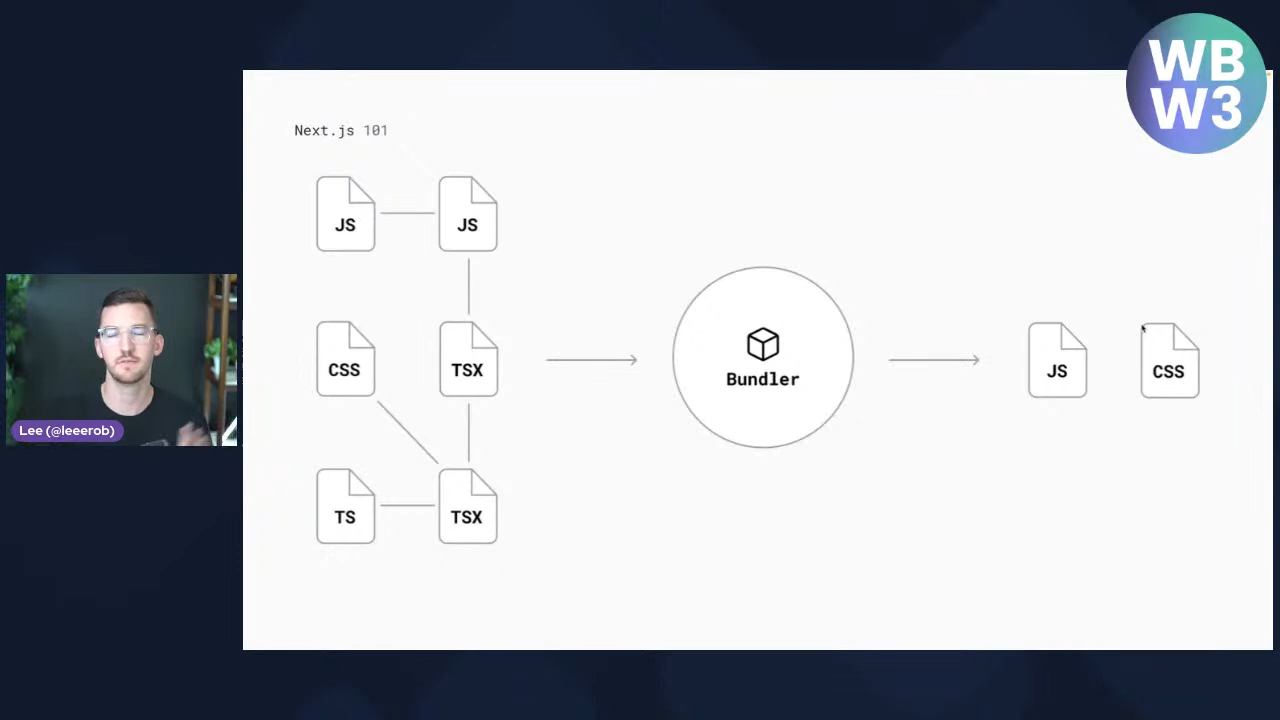 WB
W3
Next.js 101
JS
JS
CSS
TSX
Bundler
JS
CSS
TS
TSX
Lee (@leeerob)